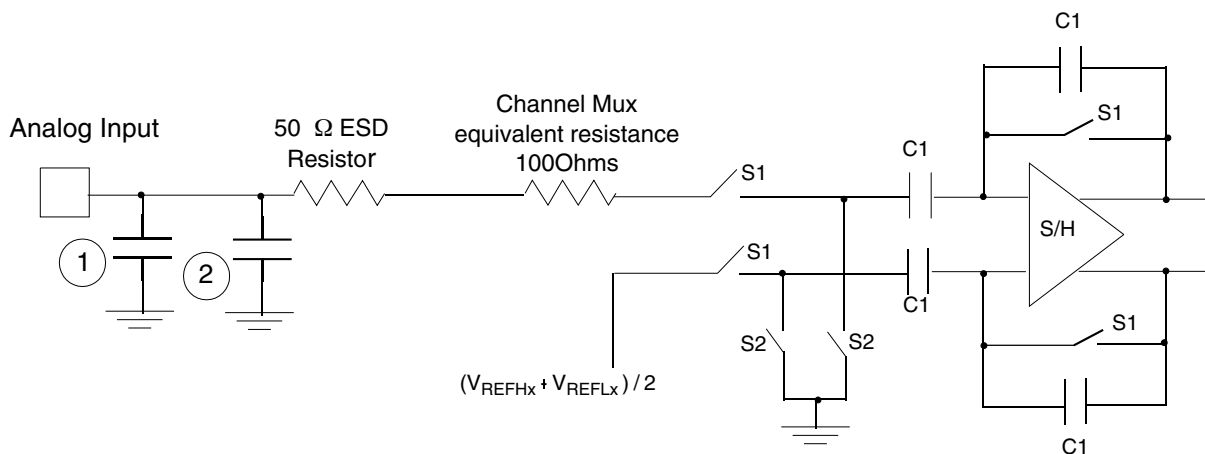 C1
Analog Input
50 Ω ESD
Resistor
Channel Mux
equivalent resistance
100Ohms
S1
C1
S1
S/H
1
2
S1
C1
S1
S2
S2
(VREFHx + VREFLx) / 2
C1